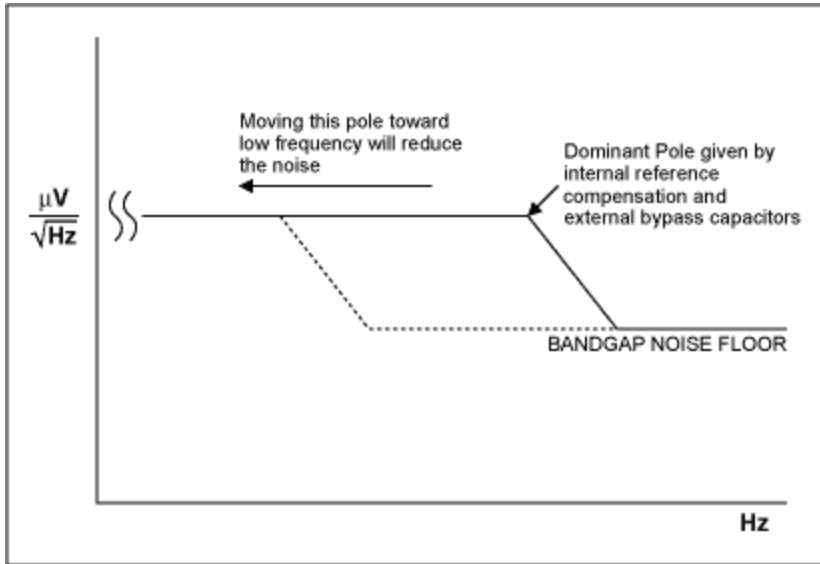 Moving this pole toward
low frequency will reduce
the noise
Dominant Pole given by
internal reference
compensation and
external bypass capacitors
µV
√Hz
BANDGAP NOISE FLOOR
Hz